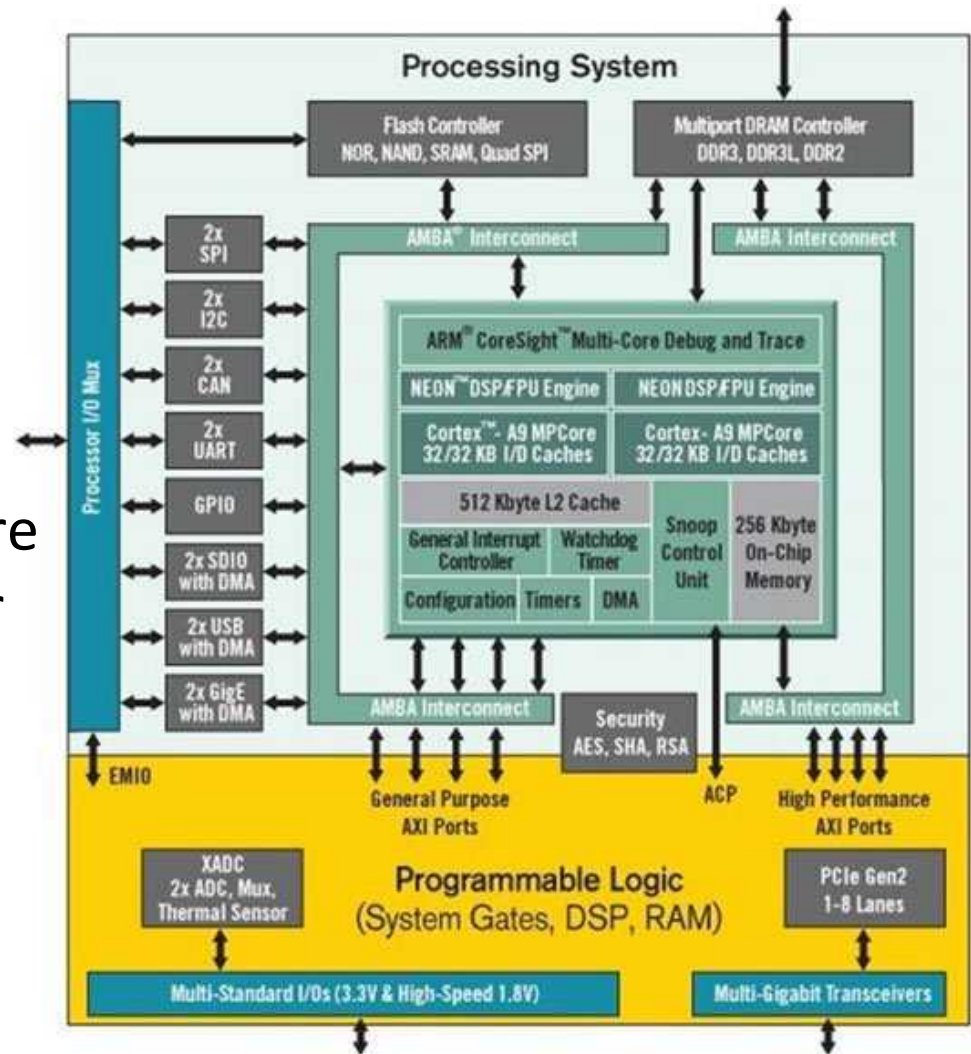 Processing System
Flash Controller
NOR, NAND, SRAM, Quad SPI
Multiport DRAM Controller
DDR3, DDR3L, DDR2
Processor I/O Mux
2x
SPI
2x
I2C
2x
CAN
2x
UART
GPIO
2x SDIO
with DMA
2x USB
with DMA
2x GigE
with DMA
AMBA® Interconnect
AMBA Interconnect
ARM® CoreSight™ Multi-Core Debug and Trace
NEON™ DSP/FPU Engine
NEON DSP/FPU Engine
Cortex™- A9 MPCore
32/32 KB I/D Caches
Cortex- A9 MPCore
32/32 KB I/D Caches
512 Kbyte L2 Cache
General Interrupt
Controller
Watchdog
Timer
Configuration
Timers
DMA
Snoop
Control
Unit
256 Kbyte
On-Chip
Memory
re
AMBA Interconnect
Security
AES, SHA, RSA
AMBA Interconnect
EMIO
General Purpose
AXI Ports
ACP
High Performance
AXI Ports
XADC
2x ADC, Mux,
Thermal Sensor
Programmable Logic
(System Gates, DSP, RAM)
PCIe Gen2
1-8 Lanes
Multi-Standard I/Os (3.3V & High-Speed 1.8V)
Multi-Gigabit Transceivers